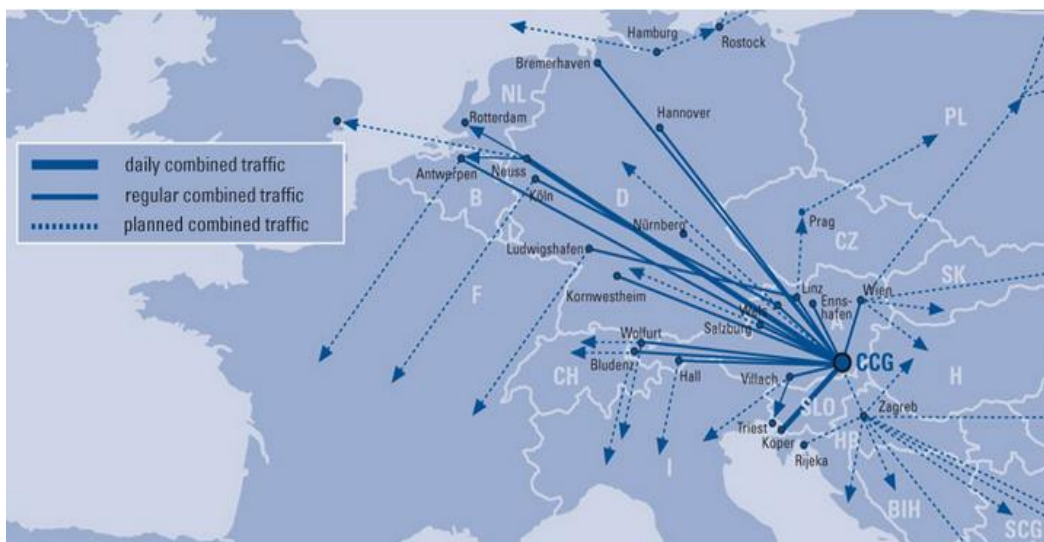 Hamburg
Rostock
Bremerhaven
NL
Rotterdam
Hannover
PL
daily combined traffic
regular combined traffic
planned combined traffic
Antwerpen
Neuss
Köln
B
D
L
Nürnberg
Prag
CZ
Ludwigshafen
SK
F
Kornwestheim
Linz
Wien
Enns-
hafen
Wels
Salzburg
A
Wolfurt
Bludenz
CCG
CH
Hall
Villach
H
SLO
Zagreb
Triest
Koper
HR
Rijeka
I
BIH
SCG